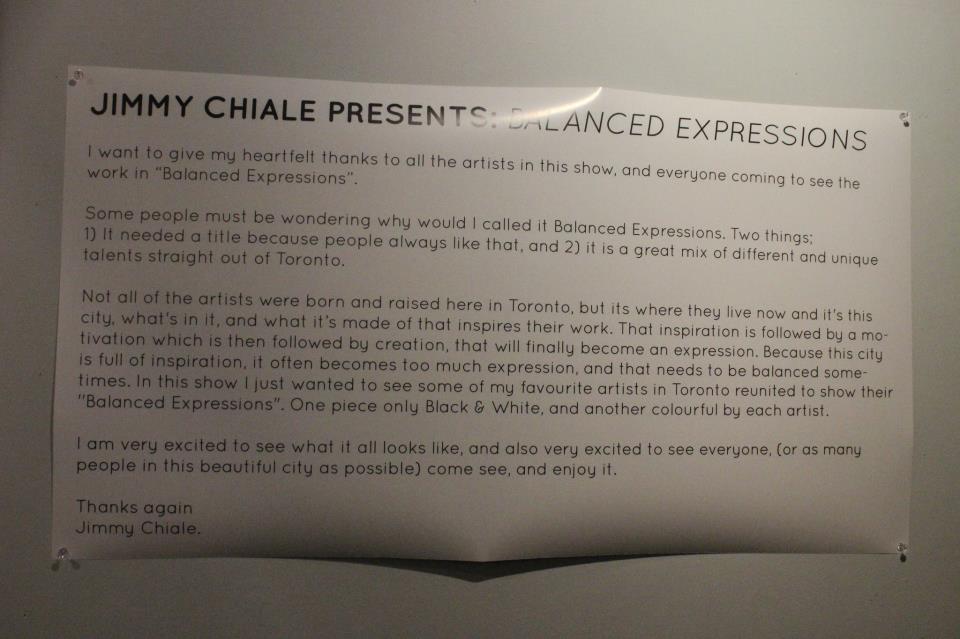 JIMMY CHIALE PRESENTS: BALANCED EXPRESSIONS
I want to give my heartfelt thanks to all the artists in this show, and everyone coming to see the
work in "Balanced Expressions".
Some people must be wondering why would I called it Balanced Expressions. Two things;
1) It needed a title because people always like that, and 2) it is a great mix of different and unique
talents straight out of Toronto.
Not all of the artists were born and raised here in Toronto, but its where they live now and it's this
city, what's in it, and what it's made of that inspires their work. That inspiration is followed by a mo-
tivation which is then followed by creation, that will finally become an expression. Because this city
is full of inspiration, it often becomes too much expression, and that needs to be balanced some-
times. In this show I just wanted to see some of my favourite artists in Toronto reunited to show their
"Balanced Expressions". One piece only Black & White, and another colourful by each artist.
I am very excited to see what it all looks like, and also very excited to see everyone, (or as many
people in this beautiful city as possible) come see, and enjoy it.
Thanks again
Jimmy Chiale.